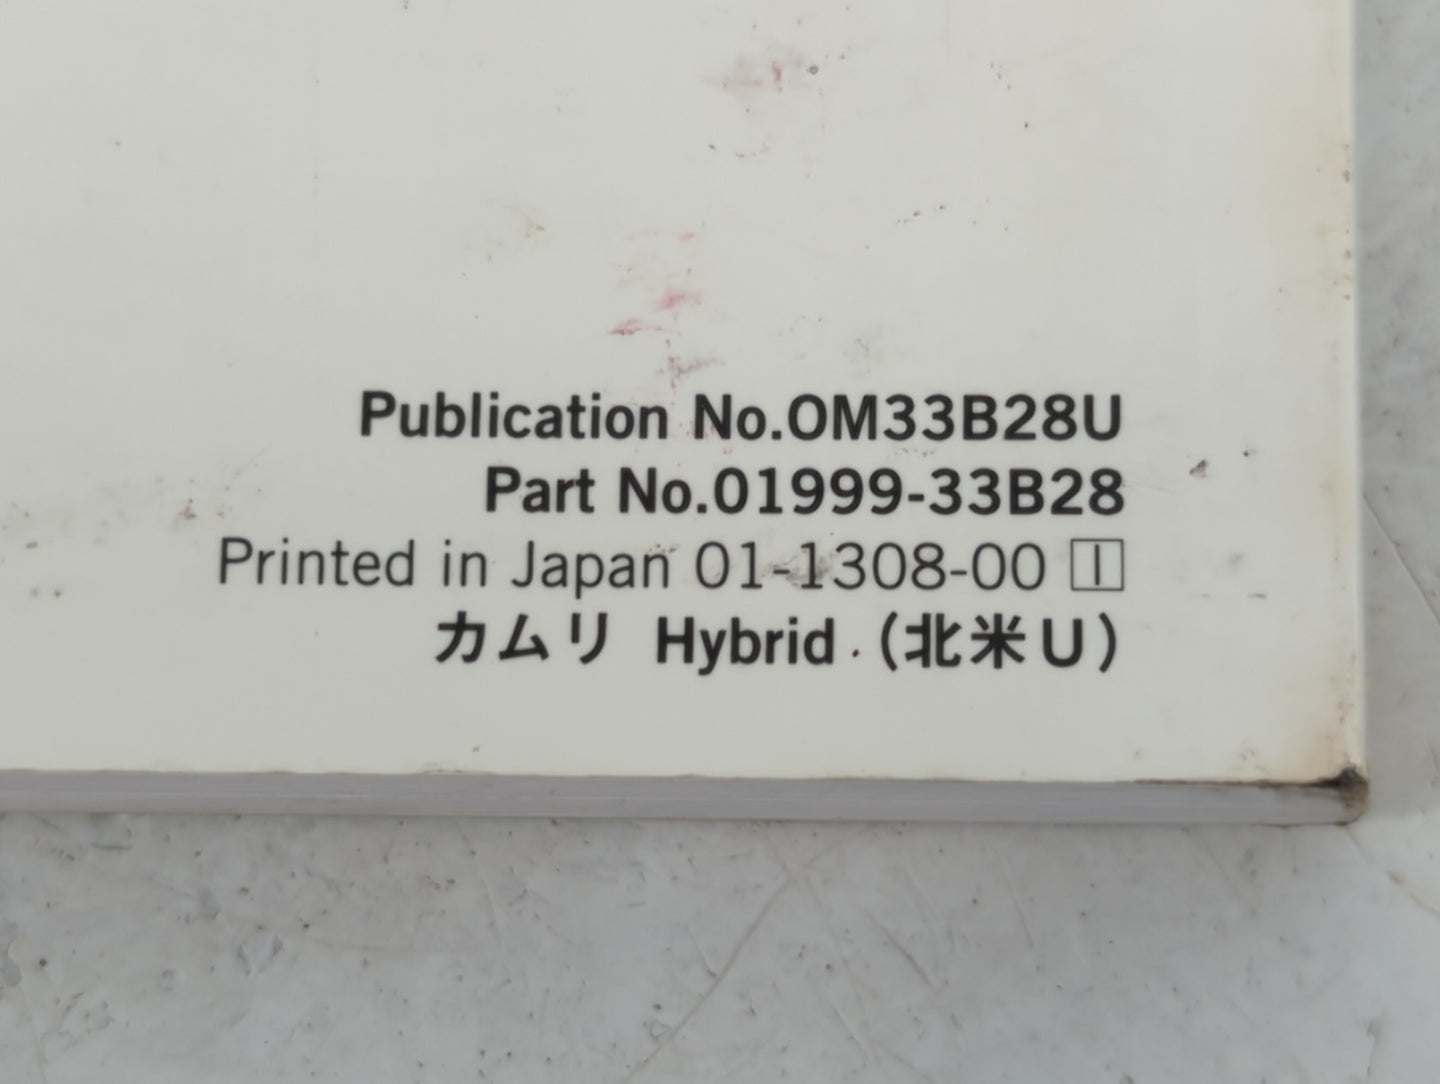 Publication No.OM33B28U
Part No.01999-33B28
Printed in Japan 01-1308-00 I
カムリ Hybrid (北米U)